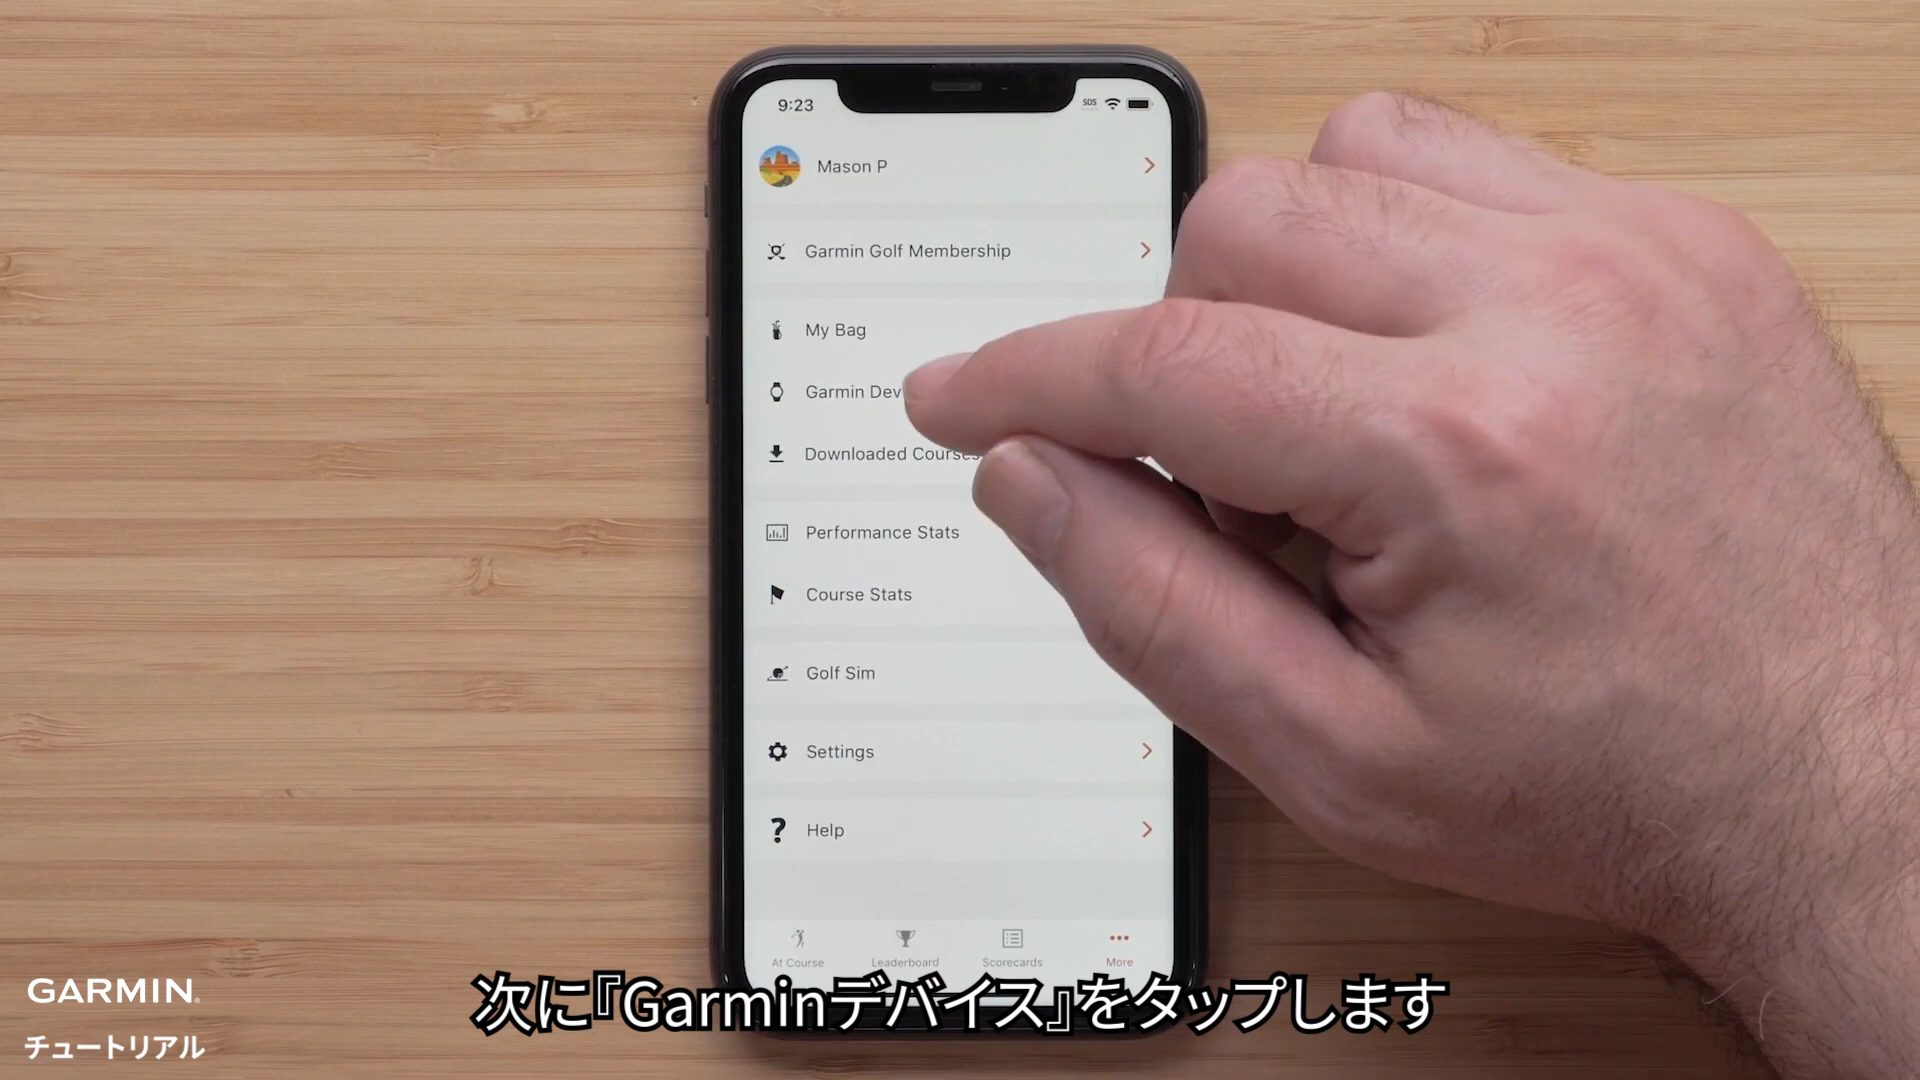 9:23
SOS
Mason P
Garmin Golf Membership
My Bag
Garmin Dev
Downloaded Courses
Performance Stats
Course Stats
Golf Sim
Settings
Help
At Course
Leaderboard
Scorecards
More
次に『Garminデバイス』をタップします
GARMIN
チュートリアル